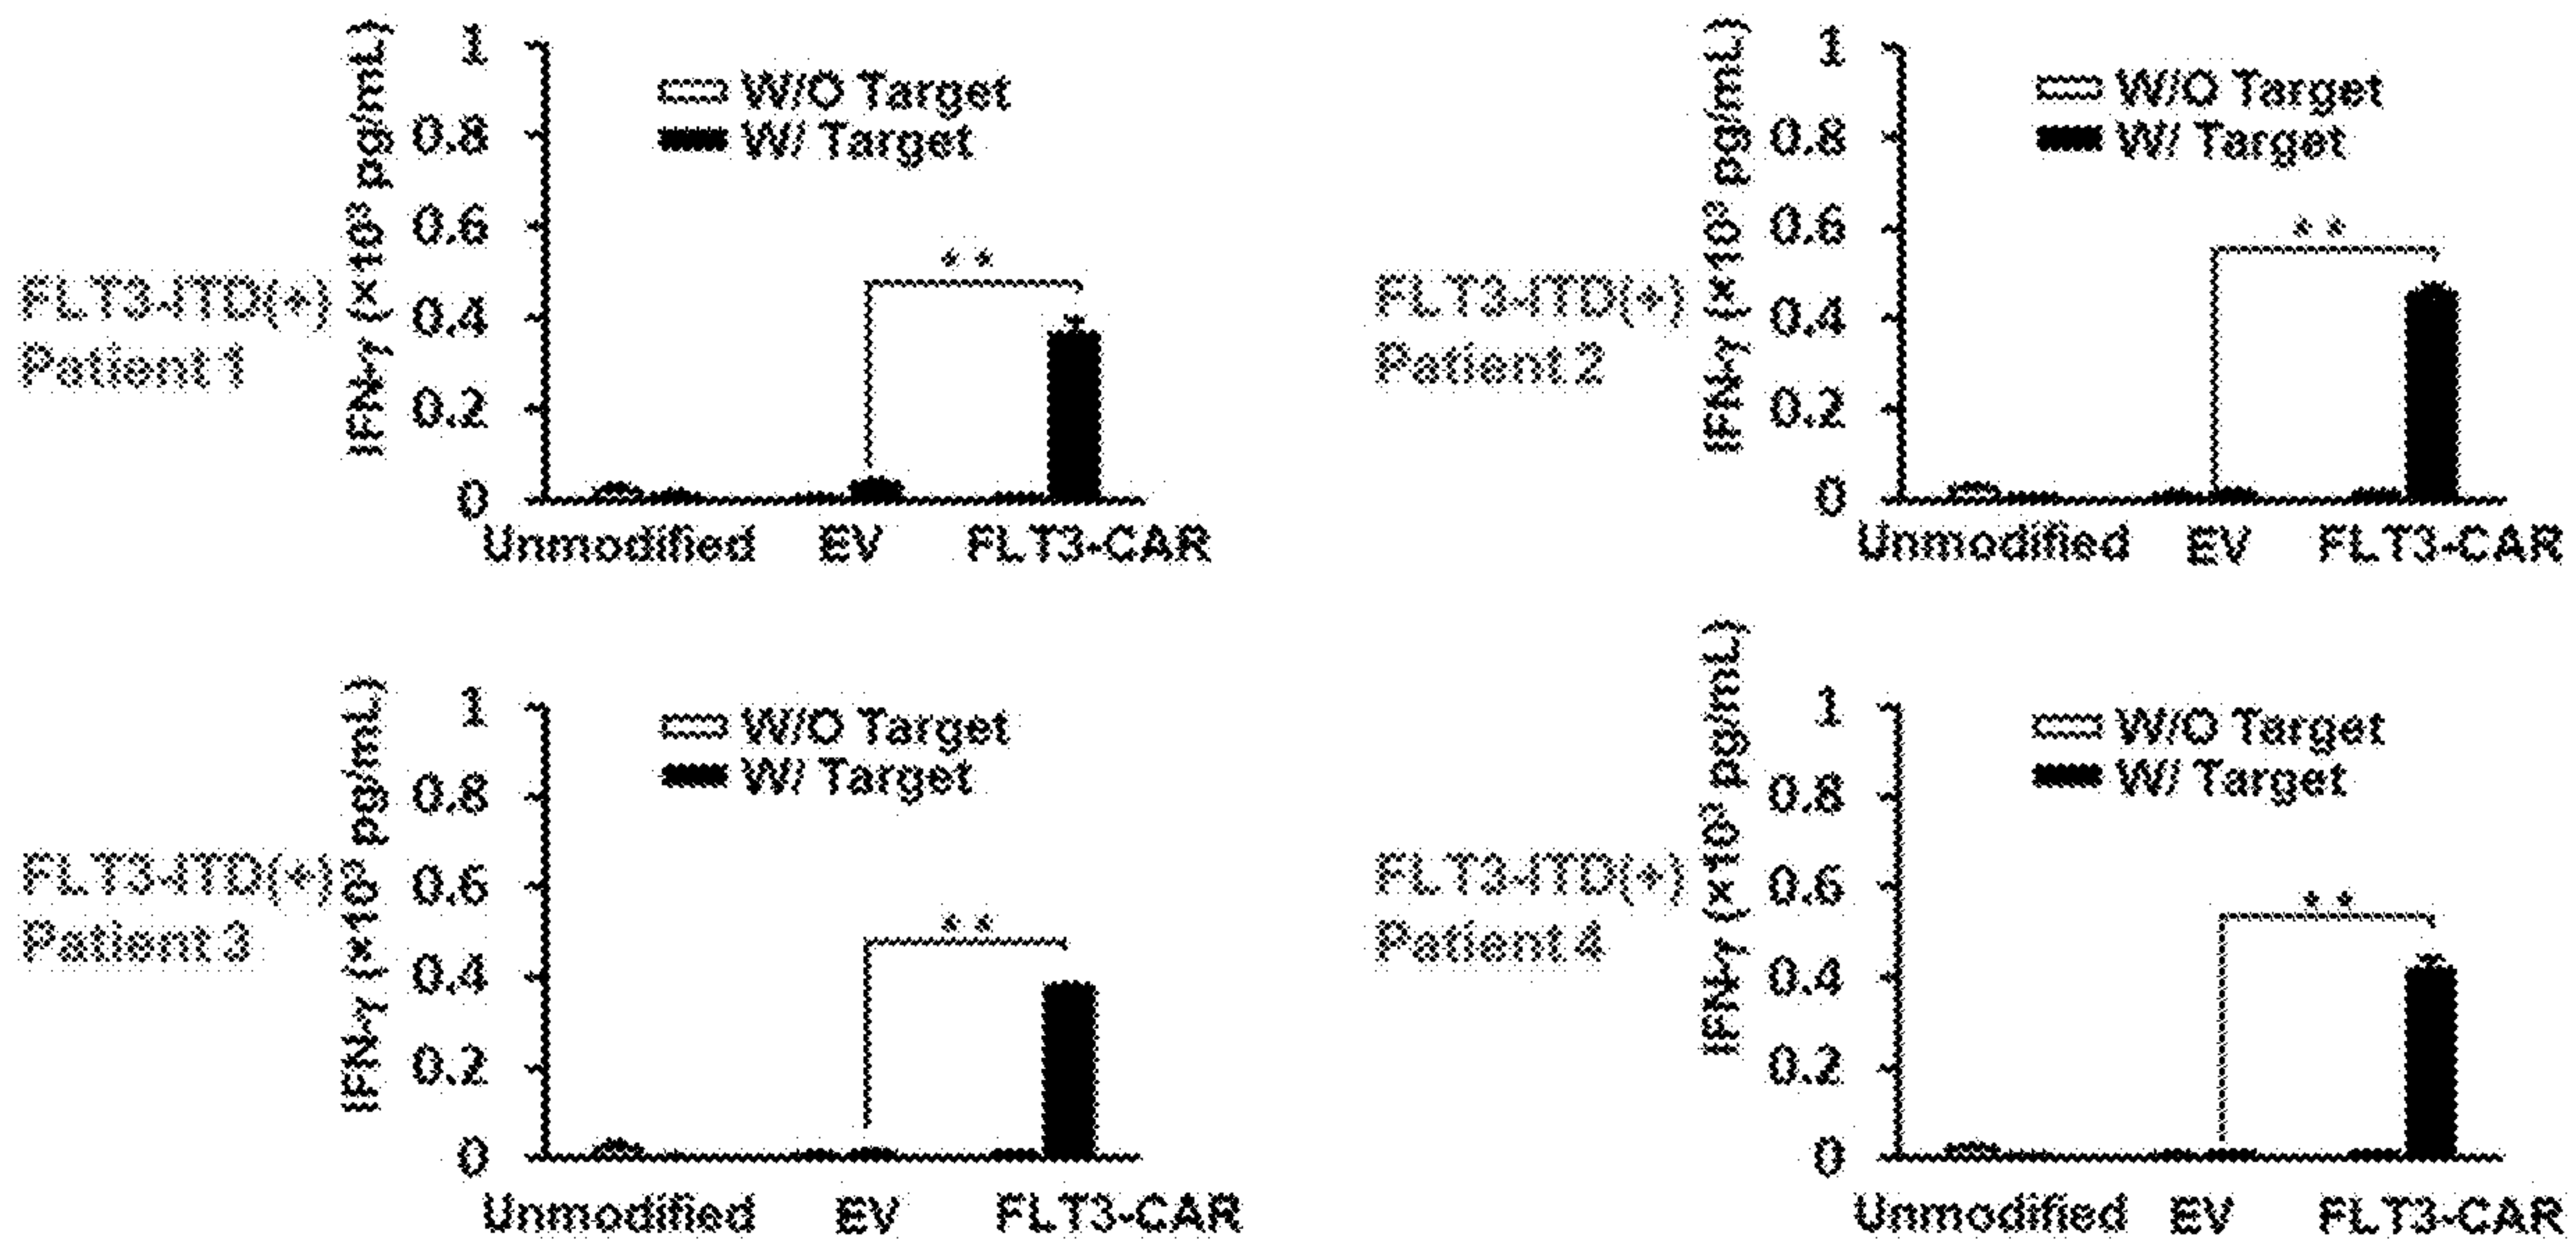 FLT3-ITD(+)
Patient 1
IFN-γ (×10³ pg/mL)
1
0.8
0.6
0.4
0.2
0
W/O Target
W/ Target
**
Unmodified EV FLT3-CAR
FLT3-ITD(+)
Patient 2
IFN-γ (×10³ pg/mL)
1
0.8
0.6
0.4
0.2
0
W/O Target
W/ Target
**
Unmodified EV FLT3-CAR
FLT3-ITD(+)
Patient 3
IFN-γ (×10³ pg/mL)
1
0.8
0.6
0.4
0.2
0
W/O Target
W/ Target
**
Unmodified EV FLT3-CAR
FLT3-ITD(+)
Patient 4
IFN-γ (×10³ pg/mL)
1
0.8
0.6
0.4
0.2
0
W/O Target
W/ Target
**
Unmodified EV FLT3-CAR